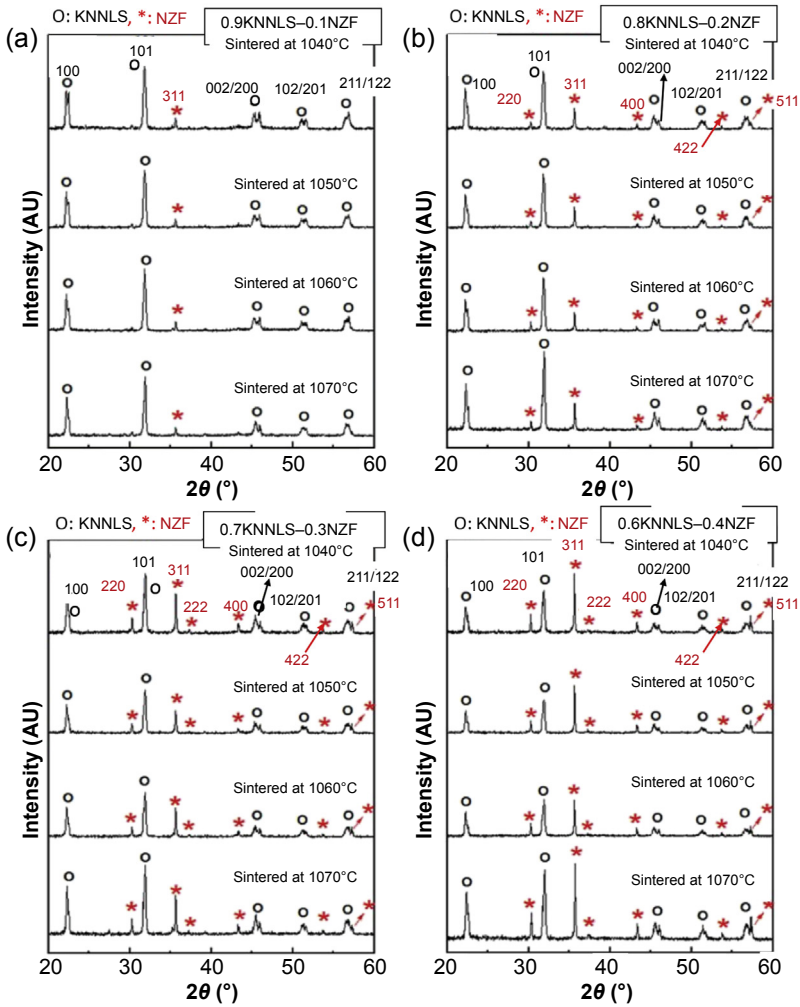 (a)
O: KNNLS, *: NZF
0.9KNNLS–0.1NZF
Sintered at 1040°C
100
O
101
O
311
*
002/200
O
102/201
O
211/122
O
Sintered at 1050°C
O
O
*
O
O
O
Sintered at 1060°C
O
O
*
O
O
O
Sintered at 1070°C
O
O
*
O
O
O
Intensity (AU)
20 30 40 50 60
2θ (°)
(b)
O: KNNLS, *: NZF
0.8KNNLS–0.2NZF
Sintered at 1040°C
O
100
220
*
101
O
311
*
002/200
400
*
O
102/201
O
422
*
211/122
O
*
511
Sintered at 1050°C
O
*
O
*
*
O
O
*
O
*
Sintered at 1060°C
O
*
O
*
*
O
O
*
O
*
Sintered at 1070°C
O
*
O
*
*
O
O
*
O
*
Intensity (AU)
20 30 40 50 60
2θ (°)
(c)
O: KNNLS, *: NZF
0.7KNNLS–0.3NZF
Sintered at 1040°C
100
O
220
*
101
O
311
*
222
*
400
*
002/200
O
102/201
O
422
*
211/122
O
*
511
Sintered at 1050°C
O
*
O
*
*
*
O
O
*
O
*
Sintered at 1060°C
O
*
O
*
*
*
O
O
*
O
*
Sintered at 1070°C
O
*
O
*
*
*
O
O
*
O
*
Intensity (AU)
20 30 40 50 60
2θ (°)
(d)
O: KNNLS, *: NZF
0.6KNNLS–0.4NZF
Sintered at 1040°C
O
100
220
*
101
O
311
*
222
*
400
*
002/200
O
102/201
O
422
*
211/122
O
*
511
Sintered at 1050°C
O
*
O
*
*
*
O
O
*
O
*
Sintered at 1060°C
O
*
O
*
*
*
O
O
*
O
*
Sintered at 1070°C
O
*
O
*
*
*
O
O
*
O
*
Intensity (AU)
20 30 40 50 60
2θ (°)